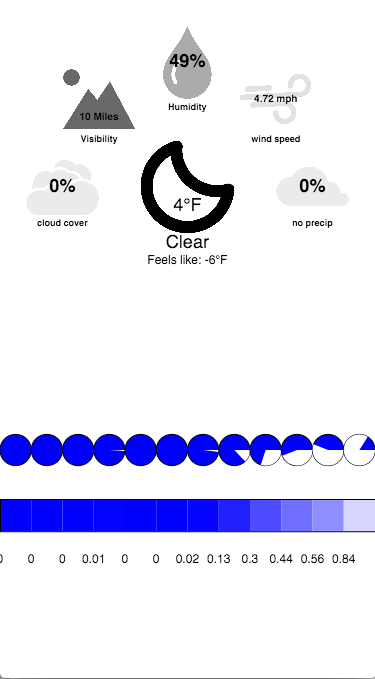 49%
Humidity
10 Miles
Visibility
4.72 mph
wind speed
0%
cloud cover
4°F
Clear
Feels like: -6°F
0%
no precip
0 0 0 0.01 0 0 0.02 0.13 0.3 0.44 0.56 0.84